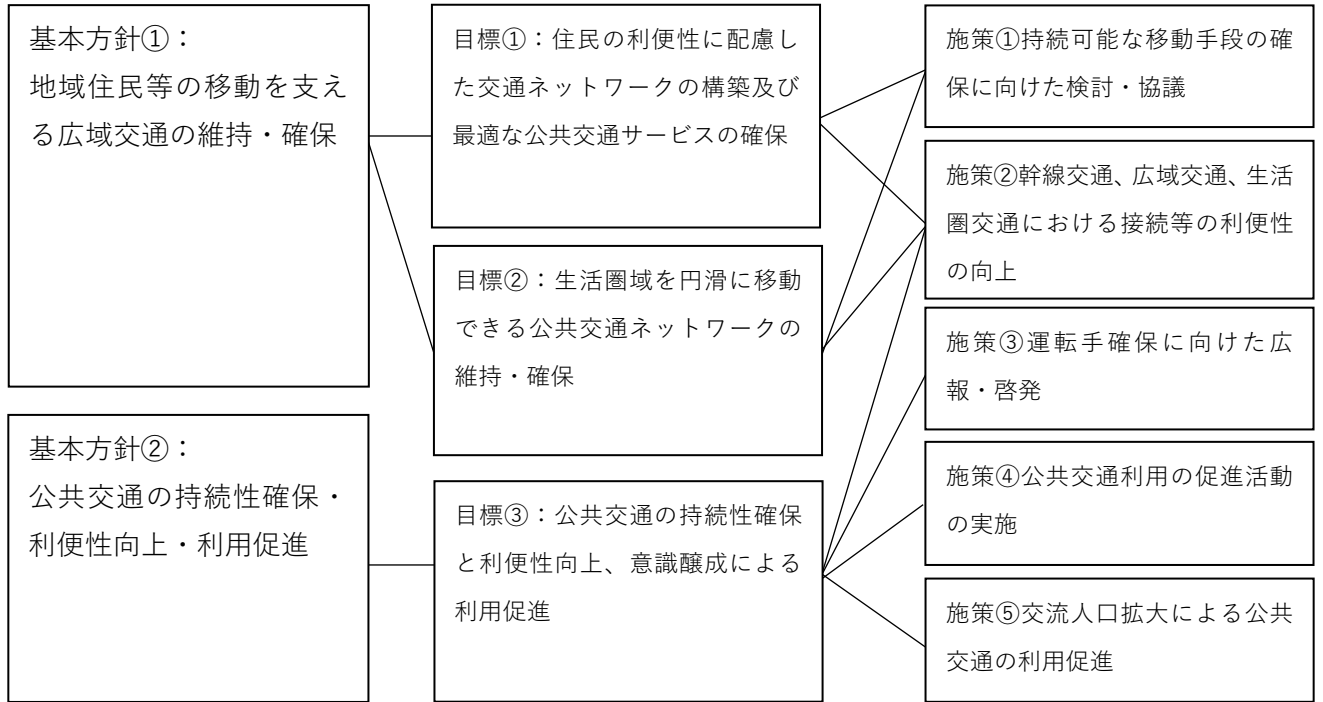 基本方針①：
地域住民等の移動を支え
る広域交通の維持・確保
基本方針②：
公共交通の持続性確保・
利便性向上・利用促進
目標①：住民の利便性に配慮し
た交通ネットワークの構築及び
最適な公共交通サービスの確保
目標②：生活圏域を円滑に移動
できる公共交通ネットワークの
維持・確保
目標③：公共交通の持続性確保
と利便性向上、意識醸成による
利用促進
施策①持続可能な移動手段の確
保に向けた検討・協議
施策②幹線交通、広域交通、生活
圏交通における接続等の利便性
の向上
施策③運転手確保に向けた広
報・啓発
施策④公共交通利用の促進活動
の実施
施策⑤交流人口拡大による公共
交通の利用促進